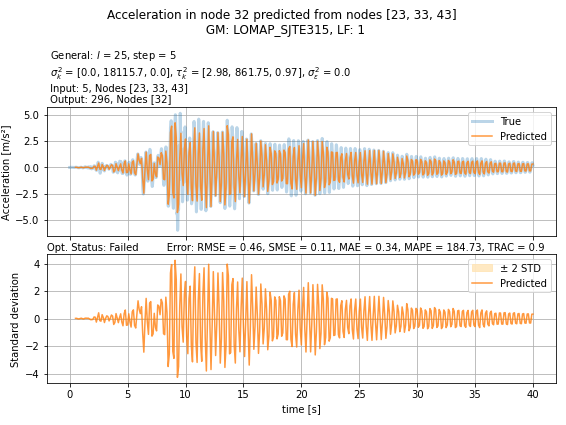 Acceleration in node 32 predicted from nodes [23, 33, 43]
GM: LOMAP_SJTE315, LF: 1
General: l = 25, step = 5
σ²ₖ = [0.0, 18115.7, 0.0], τ²ₖ = [2.98, 861.75, 0.97], σ²ε = 0.0
Input: 5, Nodes [23, 33, 43]
Output: 296, Nodes [32]
Acceleration [m/s²]
5.0
2.5
0.0
−2.5
−5.0
True
Predicted
Opt. Status: Failed Error: RMSE = 0.46, SMSE = 0.11, MAE = 0.34, MAPE = 184.73, TRAC = 0.9
Standard deviation
4
2
0
−2
−4
± 2 STD
Predicted
0 5 10 15 20 25 30 35 40
time [s]